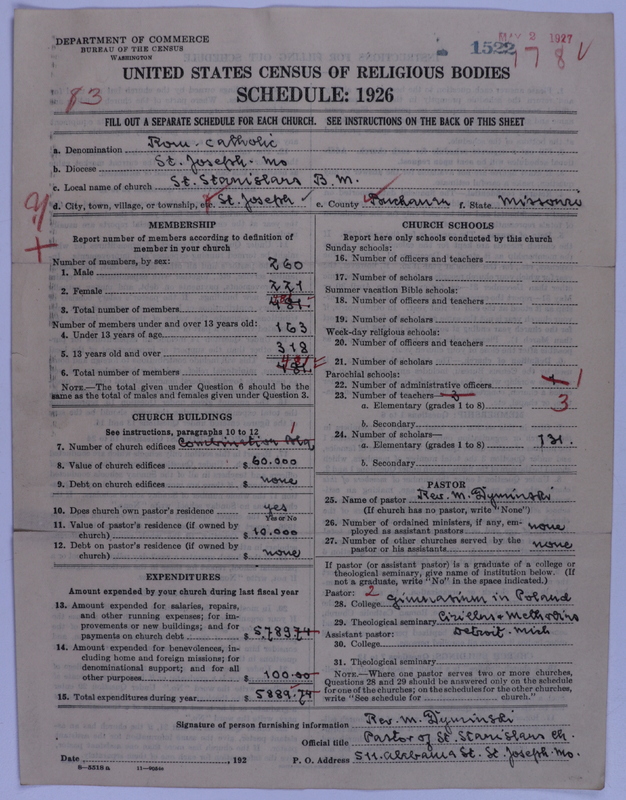 DEPARTMENT OF COMMERCE
BUREAU OF THE CENSUS
WASHINGTON
MAY 2 1927
1522
178 V
UNITED STATES CENSUS OF RELIGIOUS BODIES
83
SCHEDULE: 1926
FILL OUT A SEPARATE SCHEDULE FOR EACH CHURCH. SEE INSTRUCTIONS ON THE BACK OF THIS SHEET
a. Denomination Rom. Catholic
b. Diocese St. Joseph - Mo
c. Local name of church St. Stanislaus B. M.
d. City, town, village, or township, etc. St. Joseph e. County Buchanan f. State Missouri
MEMBERSHIP
Report number of members according to definition of
member in your church
Number of members, by sex:
1. Male 260
2. Female 221
3. Total number of members 481.
Number of members under and over 13 years old:
4. Under 13 years of age 163
5. 13 years old and over 318
6. Total number of members 481.
NOTE.—The total given under Question 6 should be the
same as the total of males and females given under Question 3.
CHURCH BUILDINGS
See instructions, paragraphs 10 to 12
7. Number of church edifices Combination Bldg 1
8. Value of church edifices $ 60.000
9. Debt on church edifices $ none
10. Does church own pastor's residence yes
Yes or No
11. Value of pastor's residence (if owned by
church) $ 10.000
12. Debt on pastor's residence (if owned by
church) $ none
EXPENDITURES
Amount expended by your church during last fiscal year
13. Amount expended for salaries, repairs,
and other running expenses; for im-
provements or new buildings; and for
payments on church debt $ 5789.74
14. Amount expended for benevolences, in-
cluding home and foreign missions; for
denominational support; and for all
other purposes $ 100.00
15. Total expenditures during year $ 5889.74
CHURCH SCHOOLS
Report here only schools conducted by this church
Sunday schools:
16. Number of officers and teachers
17. Number of scholars
Summer vacation Bible schools:
18. Number of officers and teachers
19. Number of scholars
Week-day religious schools:
20. Number of officers and teachers
21. Number of scholars
Parochial schools:
22. Number of administrative officers 1
23. Number of teachers— 3
a. Elementary (grades 1 to 8) 3
b. Secondary
24. Number of scholars—
a. Elementary (grades 1 to 8) 131.
b. Secondary
PASTOR
25. Name of pastor Rev. M. Dyminski
(If church has no pastor, write "None")
26. Number of ordained ministers, if any, em-
ployed as assistant pastors none
27. Number of other churches served by the
pastor or his assistants none
If pastor (or assistant pastor) is a graduate of a college or
theological seminary, give name of institution below. (If
not a graduate, write "No" in the space indicated.)
Pastor: 2
28. College Gimnasium in Poland
29. Theological seminary Cirillus & Methodius
Assistant pastor: Detroit. Mich
30. College
31. Theological seminary
NOTE.—Where one pastor serves two or more churches,
Questions 28 and 29 should be answered only on the schedule
for one of the churches; on the schedules for the other churches,
write "See schedule for church."
Signature of person furnishing information Rev. M. Dyminski
Official title Pastor of St. Stanislaus Ch.
Date , 192 P. O. Address 511. Alabama St. St. Joseph. Mo.
8—5518 a